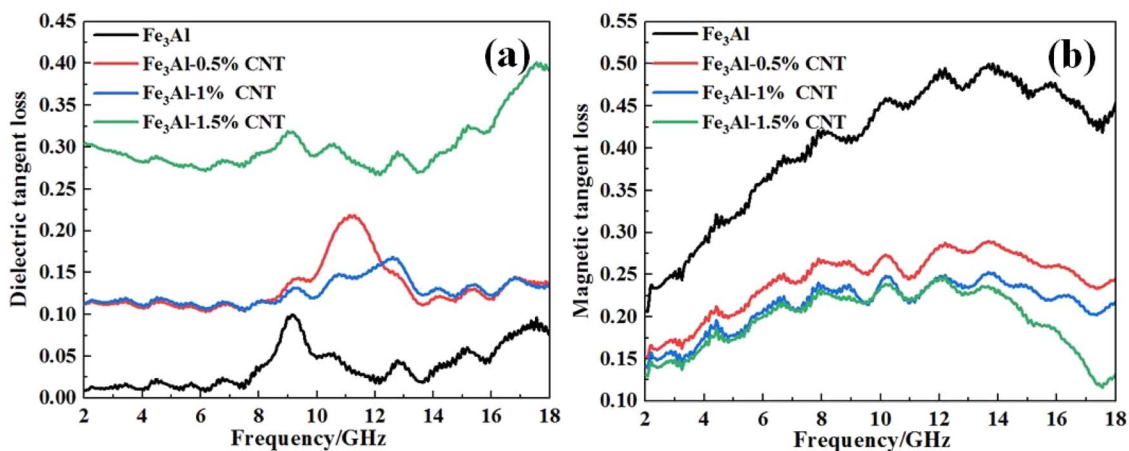 (a)
Fe₃Al
Fe₃Al-0.5% CNT
Fe₃Al-1% CNT
Fe₃Al-1.5% CNT
Dielectric tangent loss
0.45
0.40
0.35
0.30
0.25
0.20
0.15
0.10
0.05
0.00
2 4 6 8 10 12 14 16 18
Frequency/GHz
(b)
Fe₃Al
Fe₃Al-0.5% CNT
Fe₃Al-1% CNT
Fe₃Al-1.5% CNT
Magnetic tangent loss
0.55
0.50
0.45
0.40
0.35
0.30
0.25
0.20
0.15
0.10
2 4 6 8 10 12 14 16 18
Frequency/GHz